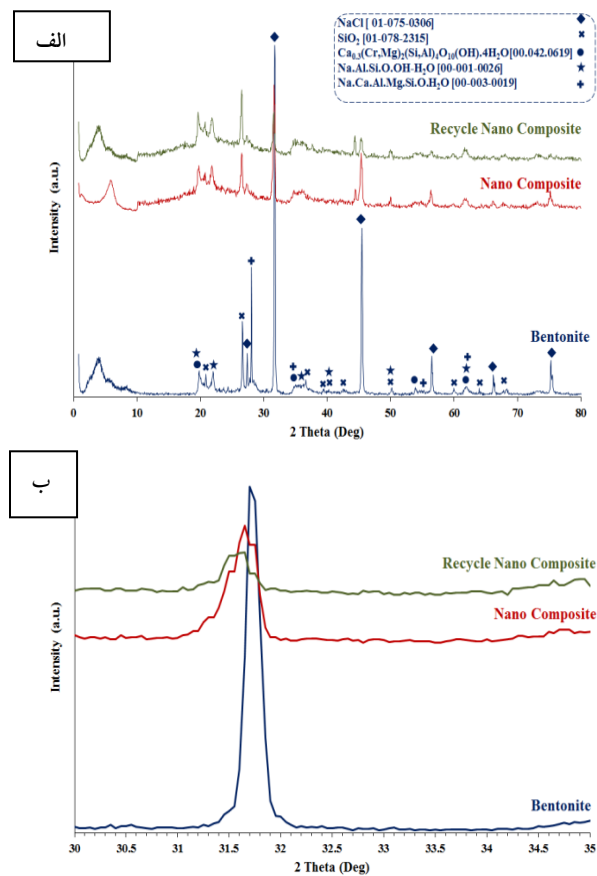 الف
NaCl [ 01-075-0306]
SiO₂ [01-078-2315]
Ca₀.₃(Cr,Mg)₂(Si,Al)₄O₁₀(OH).4H₂O[00.042.0619]
Na.Al.Si.O.OH-H₂O [00-001-0026]
Na.Ca.Al.Mg.Si.O.H₂O [00-003-0019]
Recycle Nano Composite
Nano Composite
Bentonite
Intensity (a.u.)
0 10 20 30 40 50 60 70 80
2 Theta (Deg)
ب
Recycle Nano Composite
Nano Composite
Bentonite
Intensity (a.u.)
30 30.5 31 31.5 32 32.5 33 33.5 34 34.5 35
2 Theta (Deg)